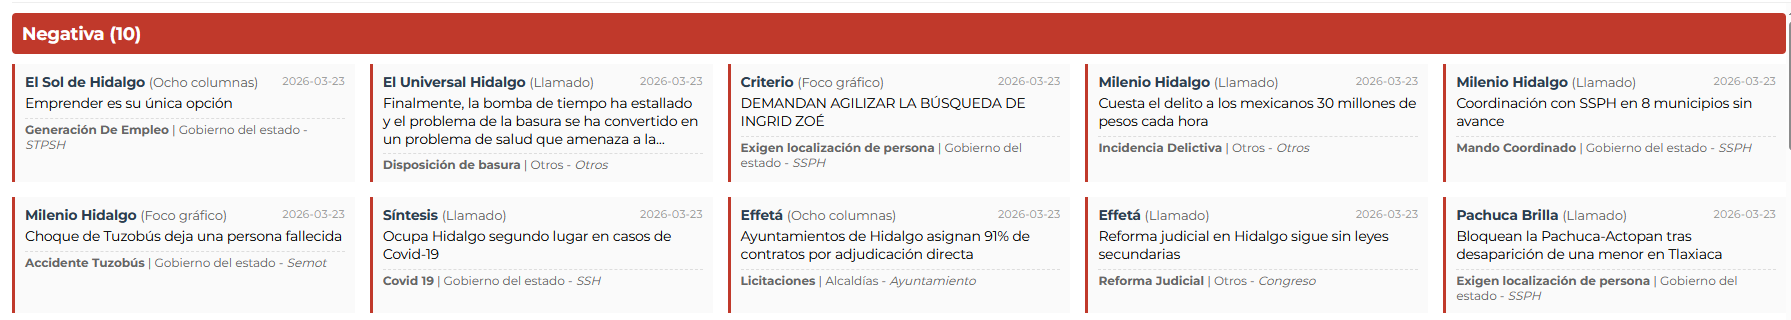 Negativa (10)
El Sol de Hidalgo (Ocho columnas) 2026-03-23
Emprender es su única opción
Generación De Empleo | Gobierno del estado -
STPSH
El Universal Hidalgo (Llamado) 2026-03-23
Finalmente, la bomba de tiempo ha estallado
y el problema de la basura se ha convertido en
un problema de salud que amenaza a la...
Disposición de basura | Otros - Otros
Criterio (Foco gráfico) 2026-03-23
DEMANDAN AGILIZAR LA BÚSQUEDA DE
INGRID ZOÉ
Exigen localización de persona | Gobierno del
estado - SSPH
Milenio Hidalgo (Llamado) 2026-03-23
Cuesta el delito a los mexicanos 30 millones de
pesos cada hora
Incidencia Delictiva | Otros - Otros
Milenio Hidalgo (Llamado) 2026-03-23
Coordinación con SSPH en 8 municipios sin
avance
Mando Coordinado | Gobierno del estado - SSPH
Milenio Hidalgo (Foco gráfico) 2026-03-23
Choque de Tuzobús deja una persona fallecida
Accidente Tuzobús | Gobierno del estado - Semot
Síntesis (Llamado) 2026-03-23
Ocupa Hidalgo segundo lugar en casos de
Covid-19
Covid 19 | Gobierno del estado - SSH
Effetá (Ocho columnas) 2026-03-23
Ayuntamientos de Hidalgo asignan 91% de
contratos por adjudicación directa
Licitaciones | Alcaldías - Ayuntamiento
Effetá (Llamado) 2026-03-23
Reforma judicial en Hidalgo sigue sin leyes
secundarias
Reforma Judicial | Otros - Congreso
Pachuca Brilla (Llamado) 2026-03-23
Bloquean la Pachuca-Actopan tras
desaparición de una menor en Tlaxiaca
Exigen localización de persona | Gobierno del
estado - SSPH